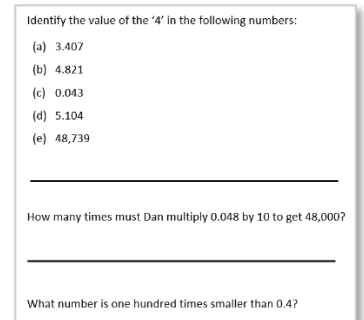 Identify the value of the ‘4’ in the following numbers:
(a) 3.407
(b) 4.821
(c) 0.043
(d) 5.104
(e) 48,739
How many times must Dan multiply 0.048 by 10 to get 48,000?
What number is one hundred times smaller than 0.4?